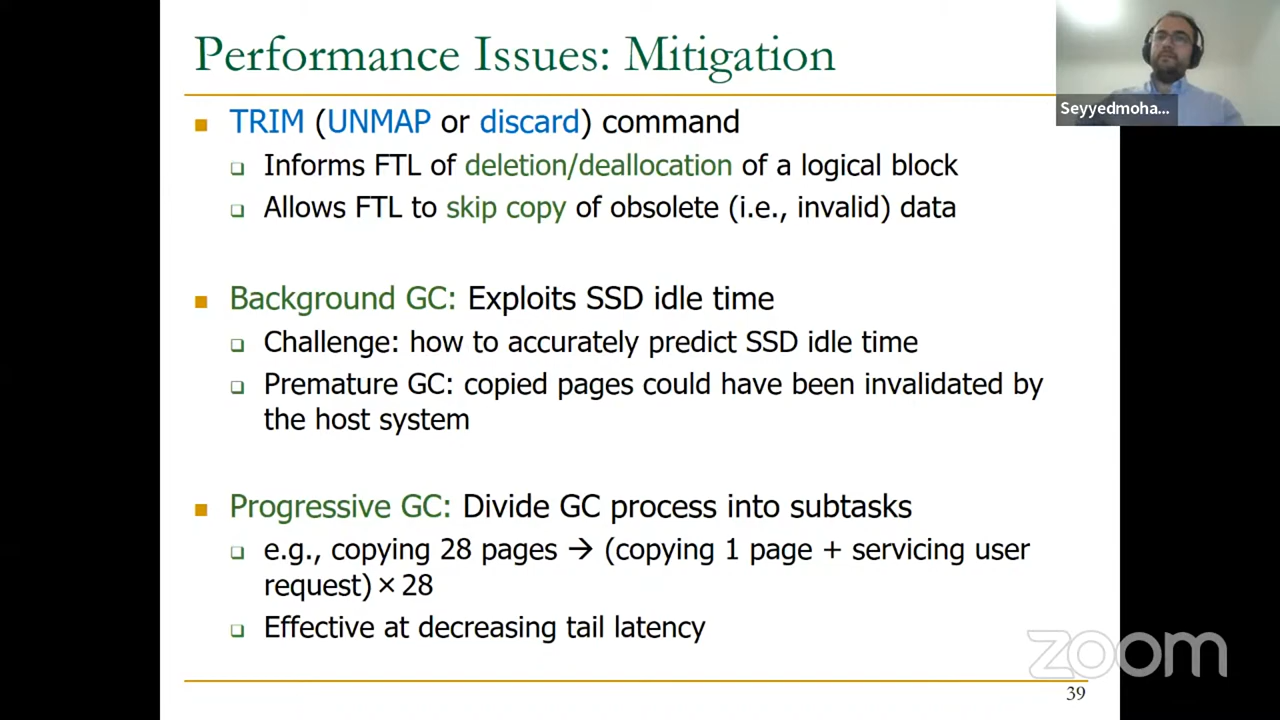 Performance Issues: Mitigation
Seyyedmoha...
TRIM (UNMAP or discard) command
Informs FTL of deletion/deallocation of a logical block
Allows FTL to skip copy of obsolete (i.e., invalid) data
Background GC: Exploits SSD idle time
Challenge: how to accurately predict SSD idle time
Premature GC: copied pages could have been invalidated by
the host system
Progressive GC: Divide GC process into subtasks
e.g., copying 28 pages → (copying 1 page + servicing user
request) × 28
Effective at decreasing tail latency
zoom
39